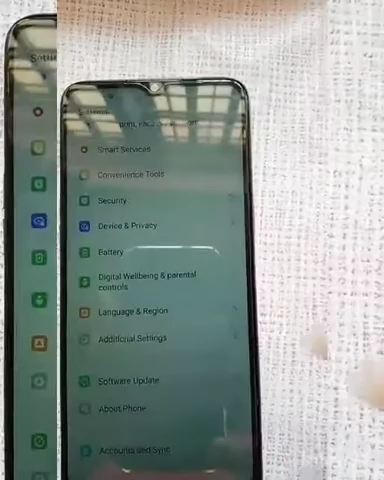 Settings
Smart Services
Convenience Tools
Security
Device & Privacy
Battery
Digital Wellbeing & parental
controls
Language & Region
Additional Settings
Software Update
About Phone
Accounts and Sync